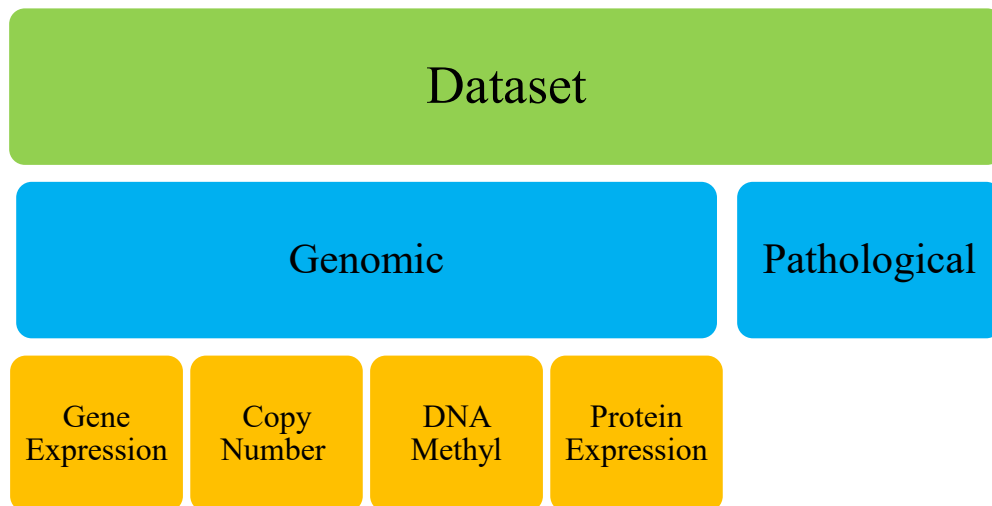 Dataset
Genomic
Pathological
Gene
Expression
Copy
Number
DNA
Methyl
Protein
Expression